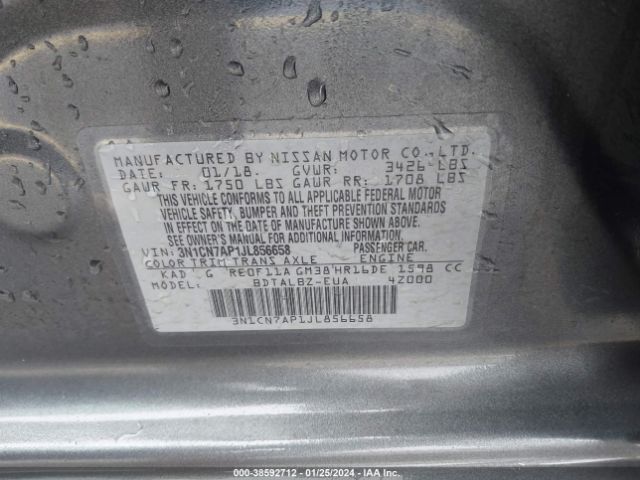 MANUFACTURED BY NISSAN MOTOR CO., LTD.
DATE: 01/18. GVWR: 3426 LBS
GAWR FR: 1750 LBS GAWR RR: 1708 LBS
THIS VEHICLE CONFORMS TO ALL APPLICABLE FEDERAL MOTOR
VEHICLE SAFETY, BUMPER AND THEFT PREVENTION STANDARDS
IN EFFECT ON THE DATE OF MANUFACTURE SHOWN ABOVE.
SEE OWNER'S MANUAL FOR ADDITIONAL INFORMATION.
VIN: 3N1CN7AP1JL856658 PASSENGER CAR.
COLOR TRIM TRANS AXLE ENGINE
KAD G RE0F11A GM38 HR16DE 1598 CC
MODEL: BDTALBZ-EUA 42000
3N1CN7AP1JL856658
000-38592712 - 01/25/2024 - IAA Inc.